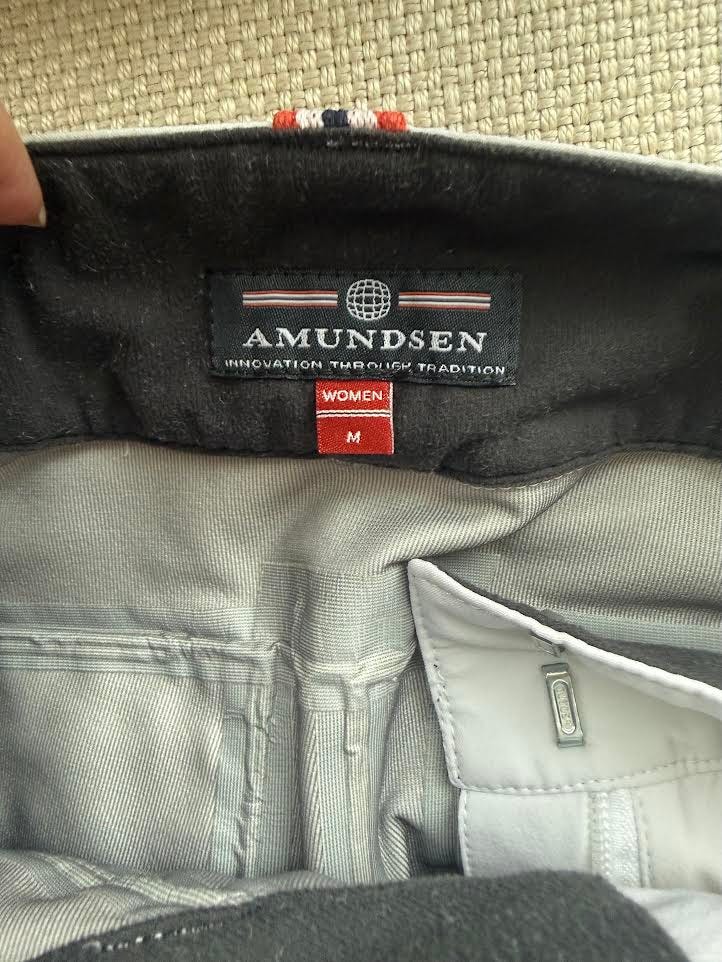 AMUNDSEN
INNOVATION THROUGH TRADITION
WOMEN
M